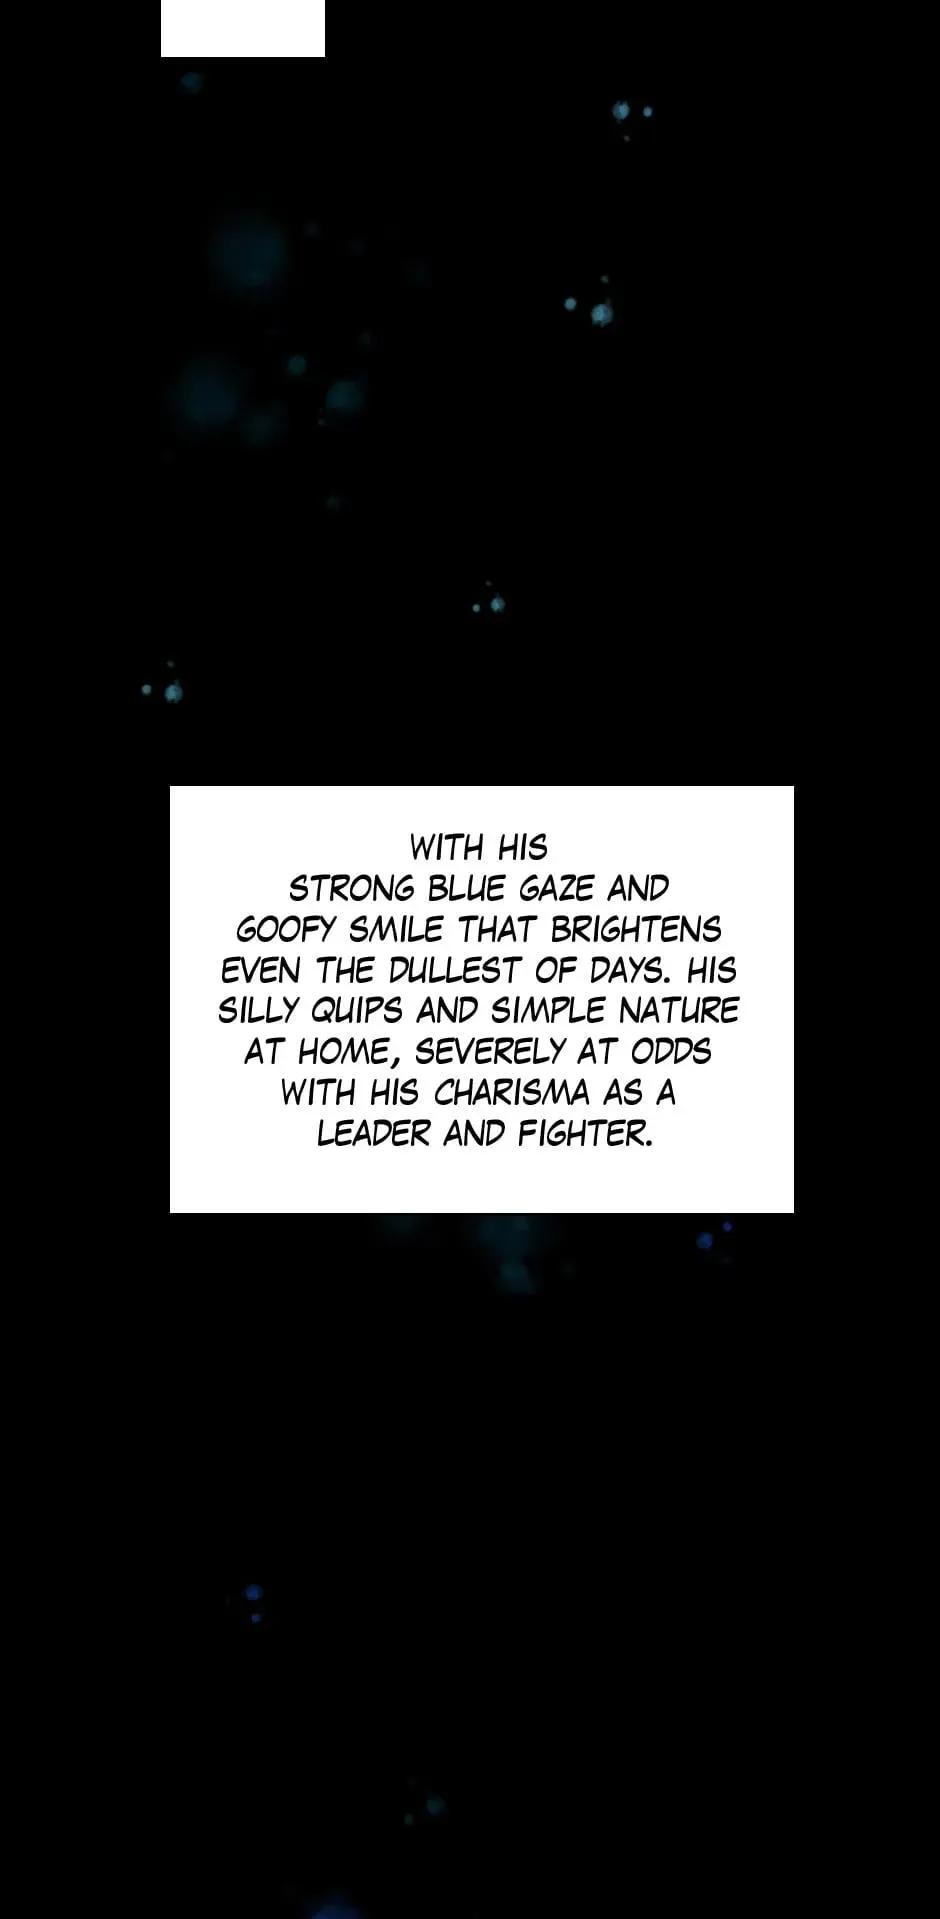 WITH HIS
STRONG BLUE GAZE AND
GOOFY SMILE THAT BRIGHTENS
EVEN THE DULLEST OF DAYS. HIS
SILLY QUIPS AND SIMPLE NATURE
AT HOME, SEVERELY AT ODDS
WITH HIS CHARISMA AS A
LEADER AND FIGHTER.